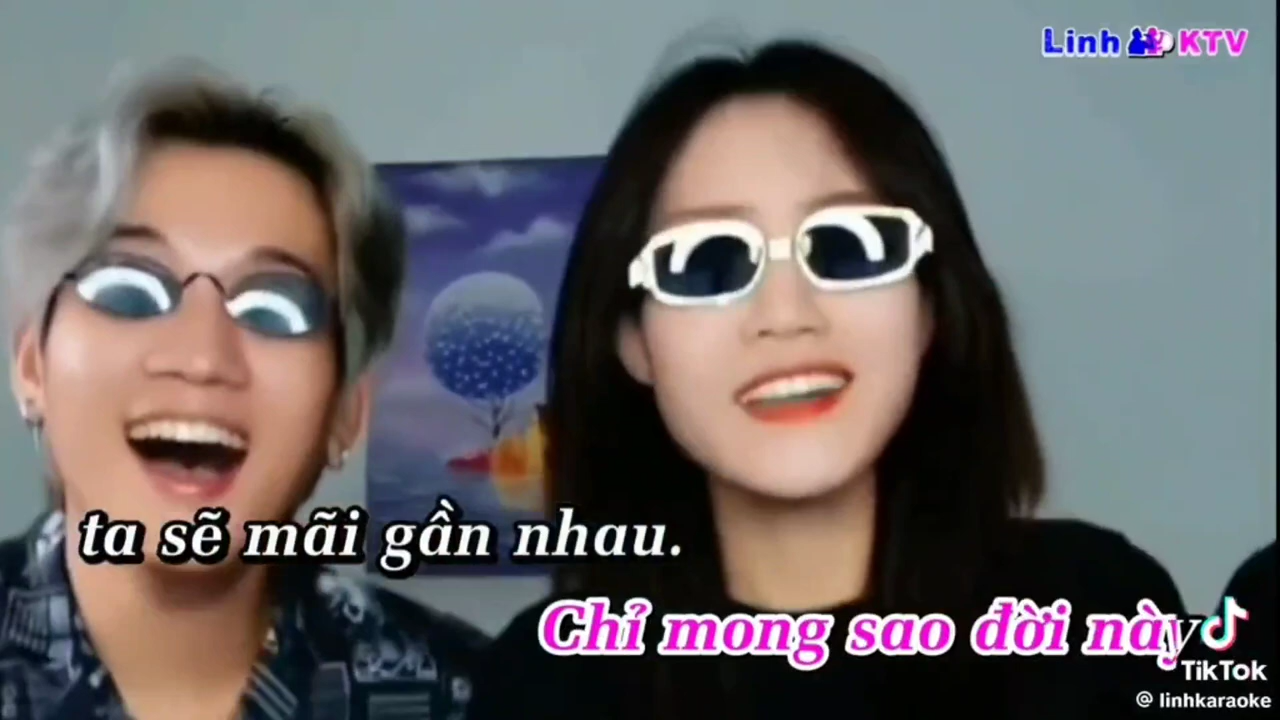 Linh KTV
ta sẽ mãi gần nhau.
Chỉ mong sao đời này
TikTok
@ linhkaraoke